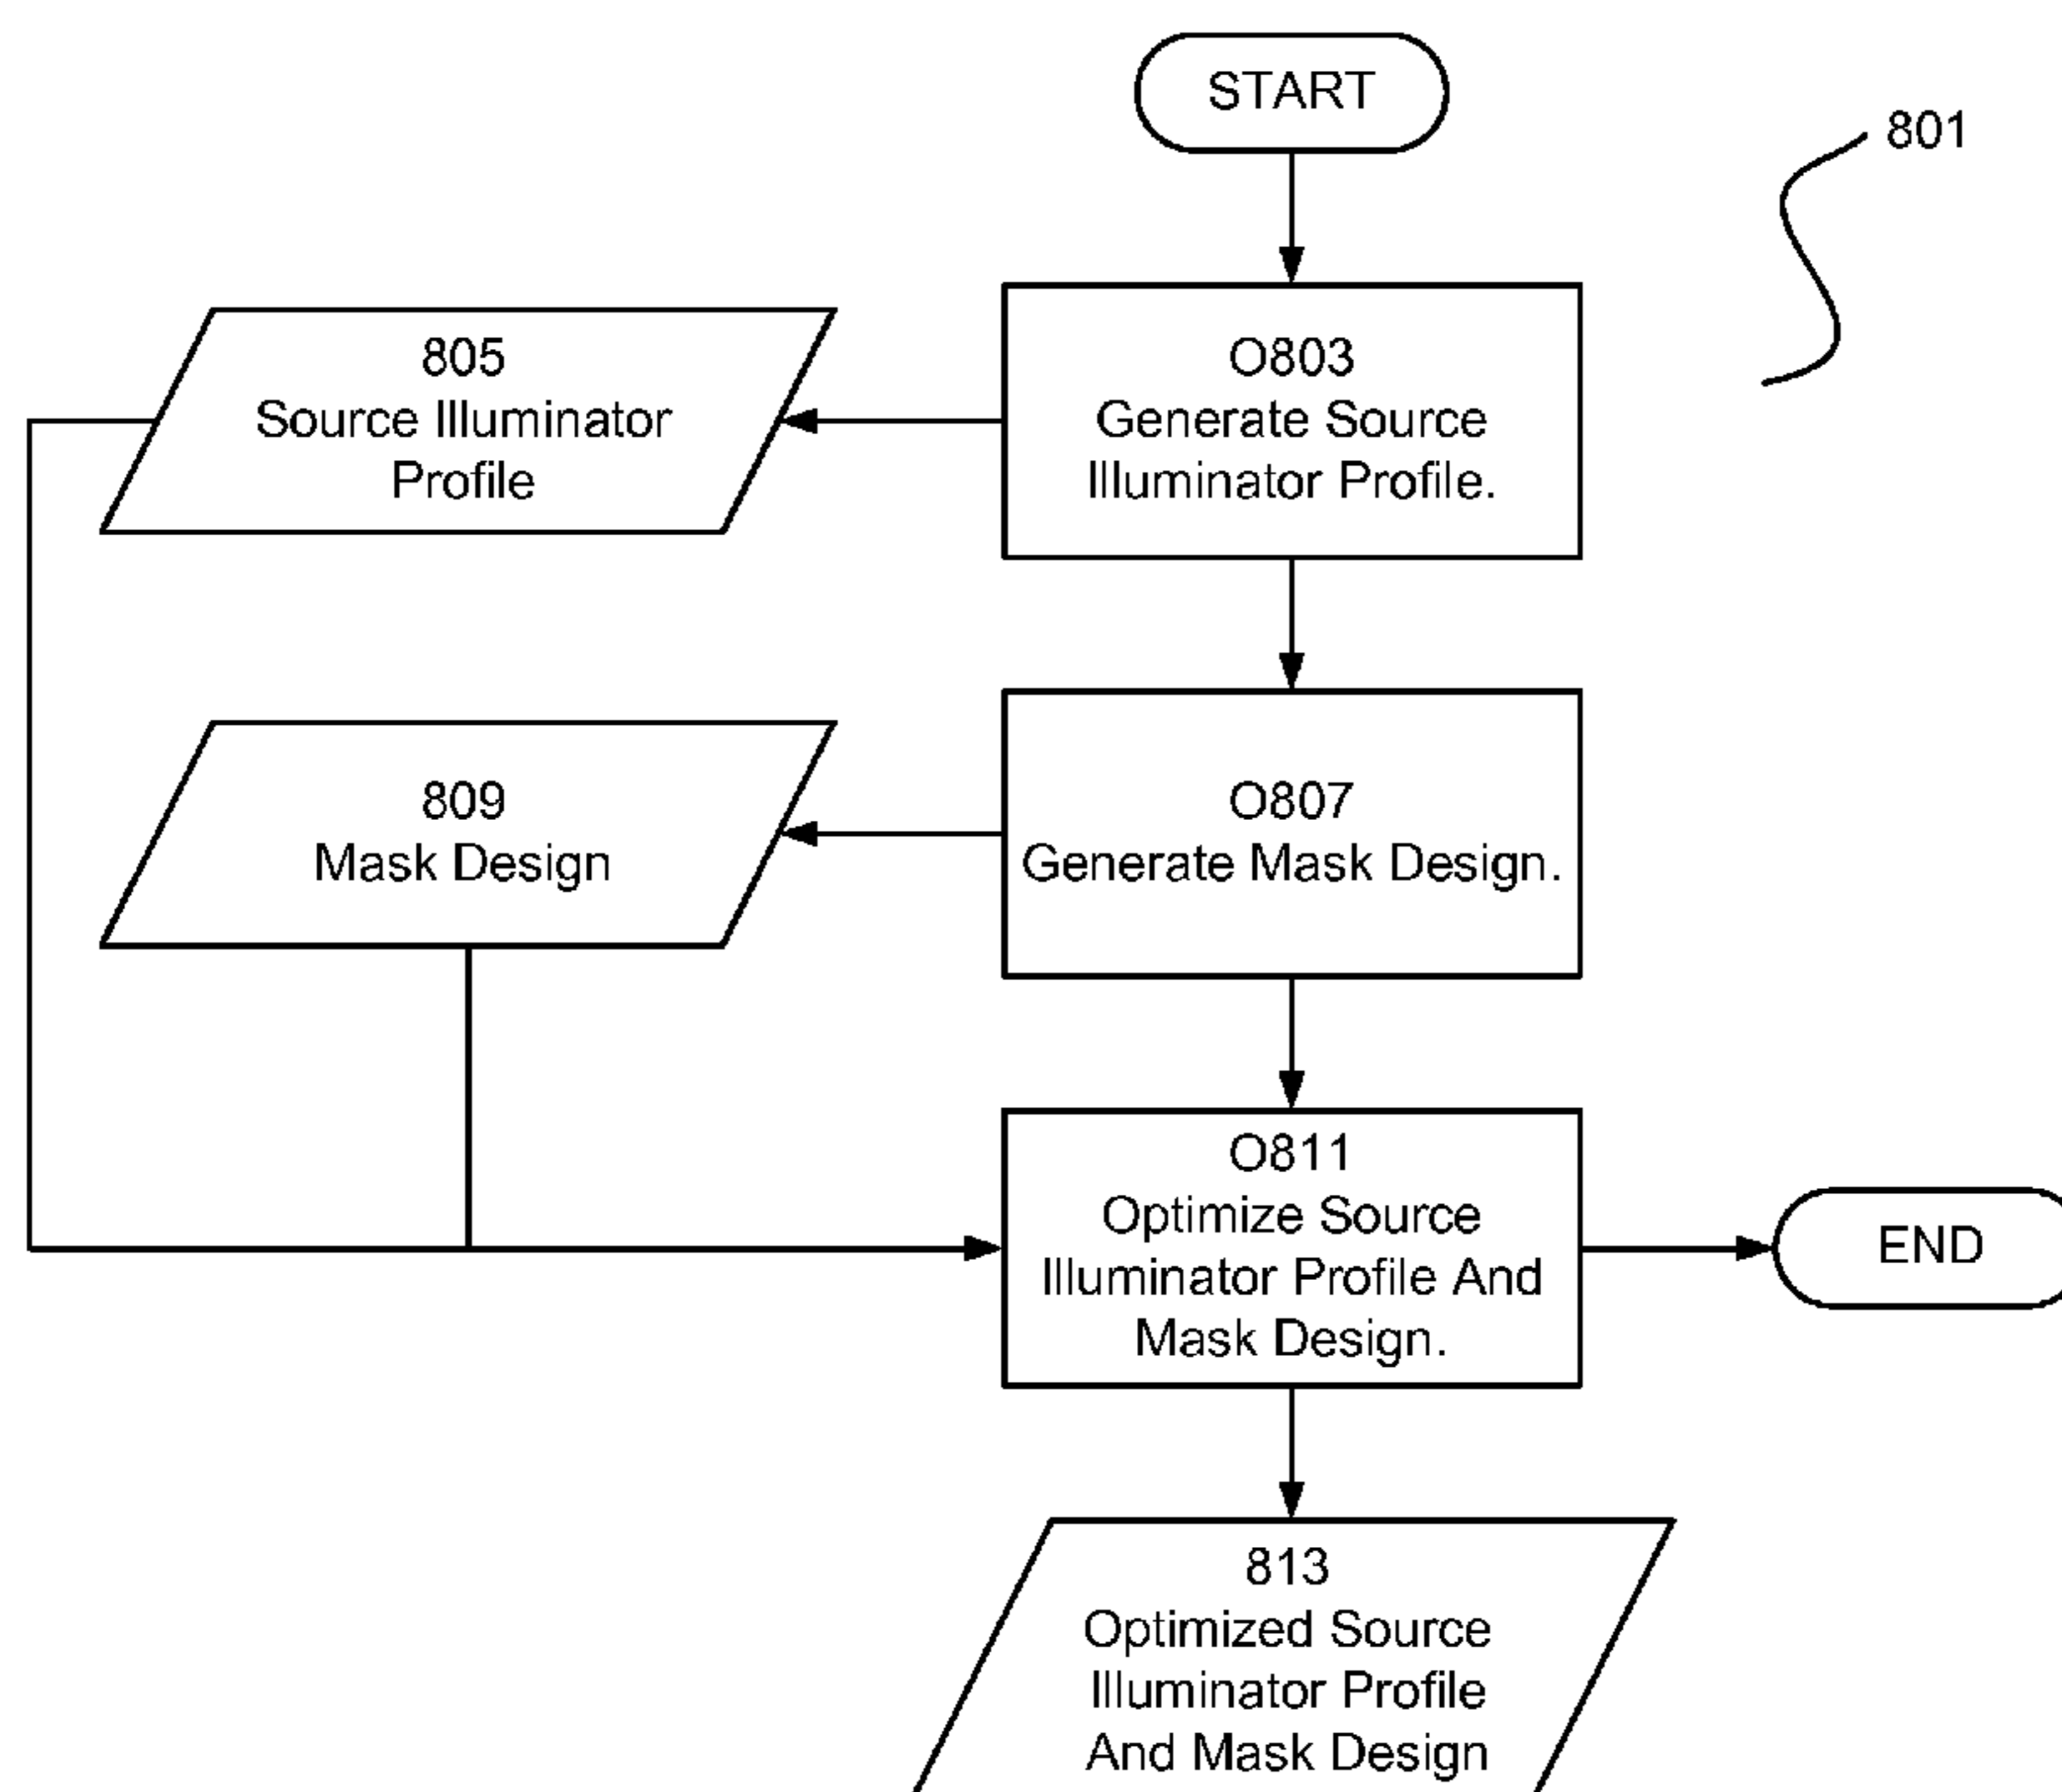 START
801
805
Source Illuminator
Profile
O803
Generate Source
Illuminator Profile.
809
Mask Design
O807
Generate Mask Design.
O811
Optimize Source
Illuminator Profile And
Mask Design.
END
813
Optimized Source
Illuminator Profile
And Mask Design